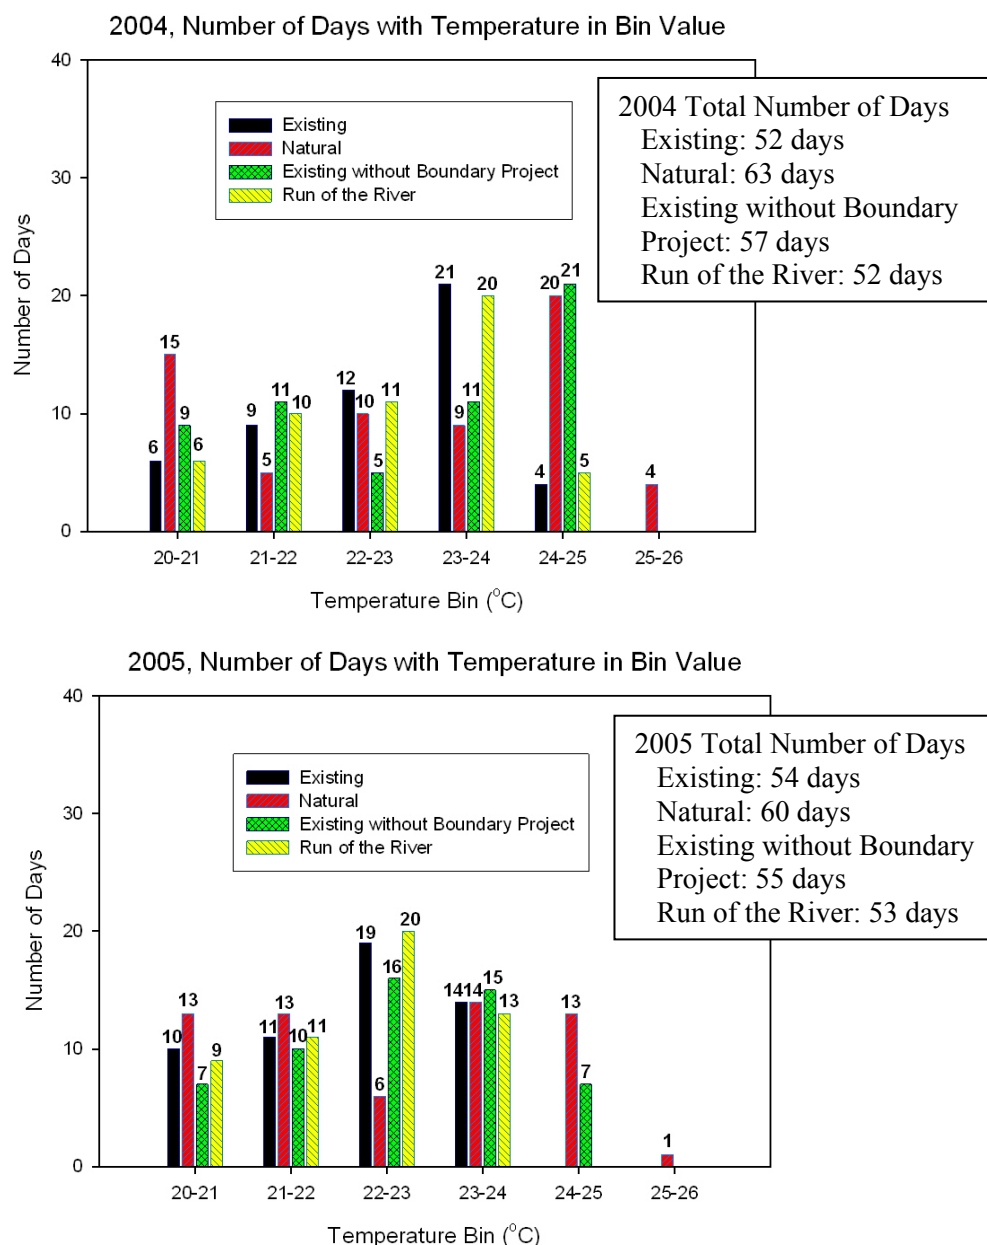 2004, Number of Days with Temperature in Bin Value
40
30
20
10
0
Number of Days
Existing
Natural
Existing without Boundary Project
Run of the River
2004 Total Number of Days
Existing: 52 days
Natural: 63 days
Existing without Boundary
Project: 57 days
Run of the River: 52 days
6 15 9 6
9 5 11 10
12 10 5 11
21 9 11 20
4 20 21 5
4
20-21 21-22 22-23 23-24 24-25 25-26
Temperature Bin (°C)
2005, Number of Days with Temperature in Bin Value
40
30
20
10
0
Number of Days
Existing
Natural
Existing without Boundary Project
Run of the River
2005 Total Number of Days
Existing: 54 days
Natural: 60 days
Existing without Boundary
Project: 55 days
Run of the River: 53 days
10 13 7 9
11 13 10 11
19 6 16 20
14 14 15 13
13 7
1
20-21 21-22 22-23 23-24 24-25 25-26
Temperature Bin (°C)